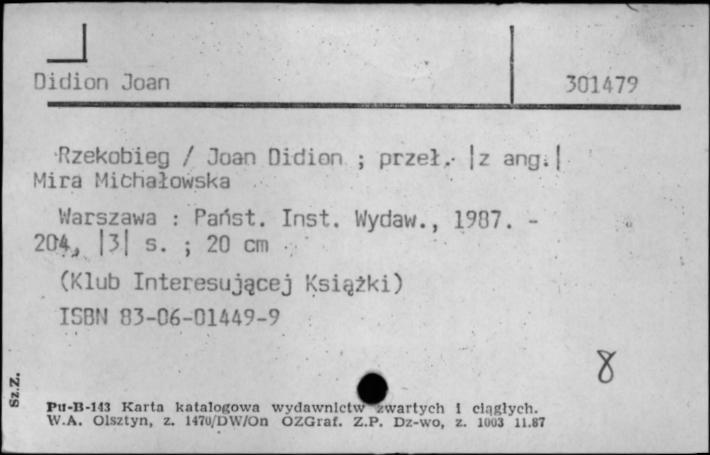 Didion Joan 301479
Rzekobieg / Joan Didion ; przeł. |z ang.|
Mira Michałowska
Warszawa : Państ. Inst. Wydaw., 1987. -
204, |3| s. ; 20 cm
(Klub Interesującej Książki)
ISBN 83-06-01449-9
8
Sz.Z.
Pu-B-143 Karta katalogowa wydawnictw zwartych i ciągłych.
W.A. Olsztyn, z. 1470/DW/On OZGraf. Z.P. Dz-wo, z. 1003 11.87